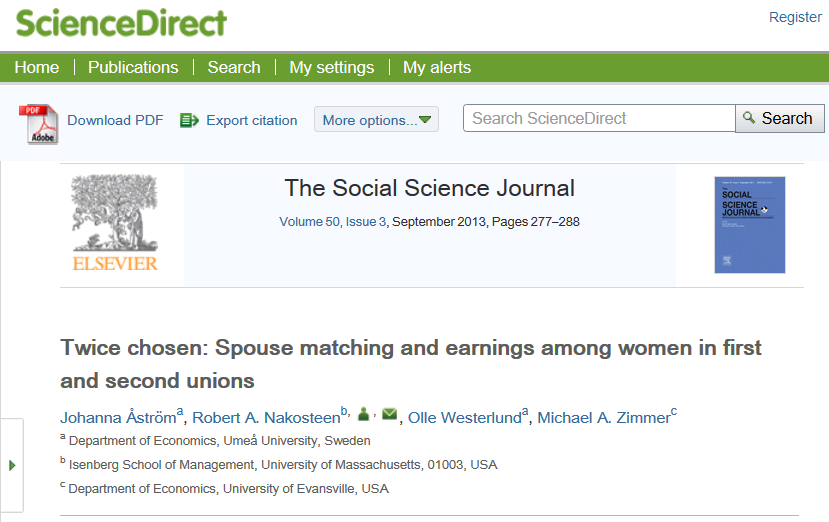 ScienceDirect
Register
Home Publications Search My settings My alerts
PDF
Adobe
Download PDF Export citation More options... Search ScienceDirect Search
ELSEVIER
The Social Science Journal
Volume 50, Issue 3, September 2013, Pages 277–288
SOCIAL
SCIENCE
JOURNAL
Twice chosen: Spouse matching and earnings among women in first
and second unions
Johanna Åström a, Robert A. Nakosteen b, , , Olle Westerlund a, Michael A. Zimmer c
a Department of Economics, Umeå University, Sweden
b Isenberg School of Management, University of Massachusetts, 01003, USA
c Department of Economics, University of Evansville, USA